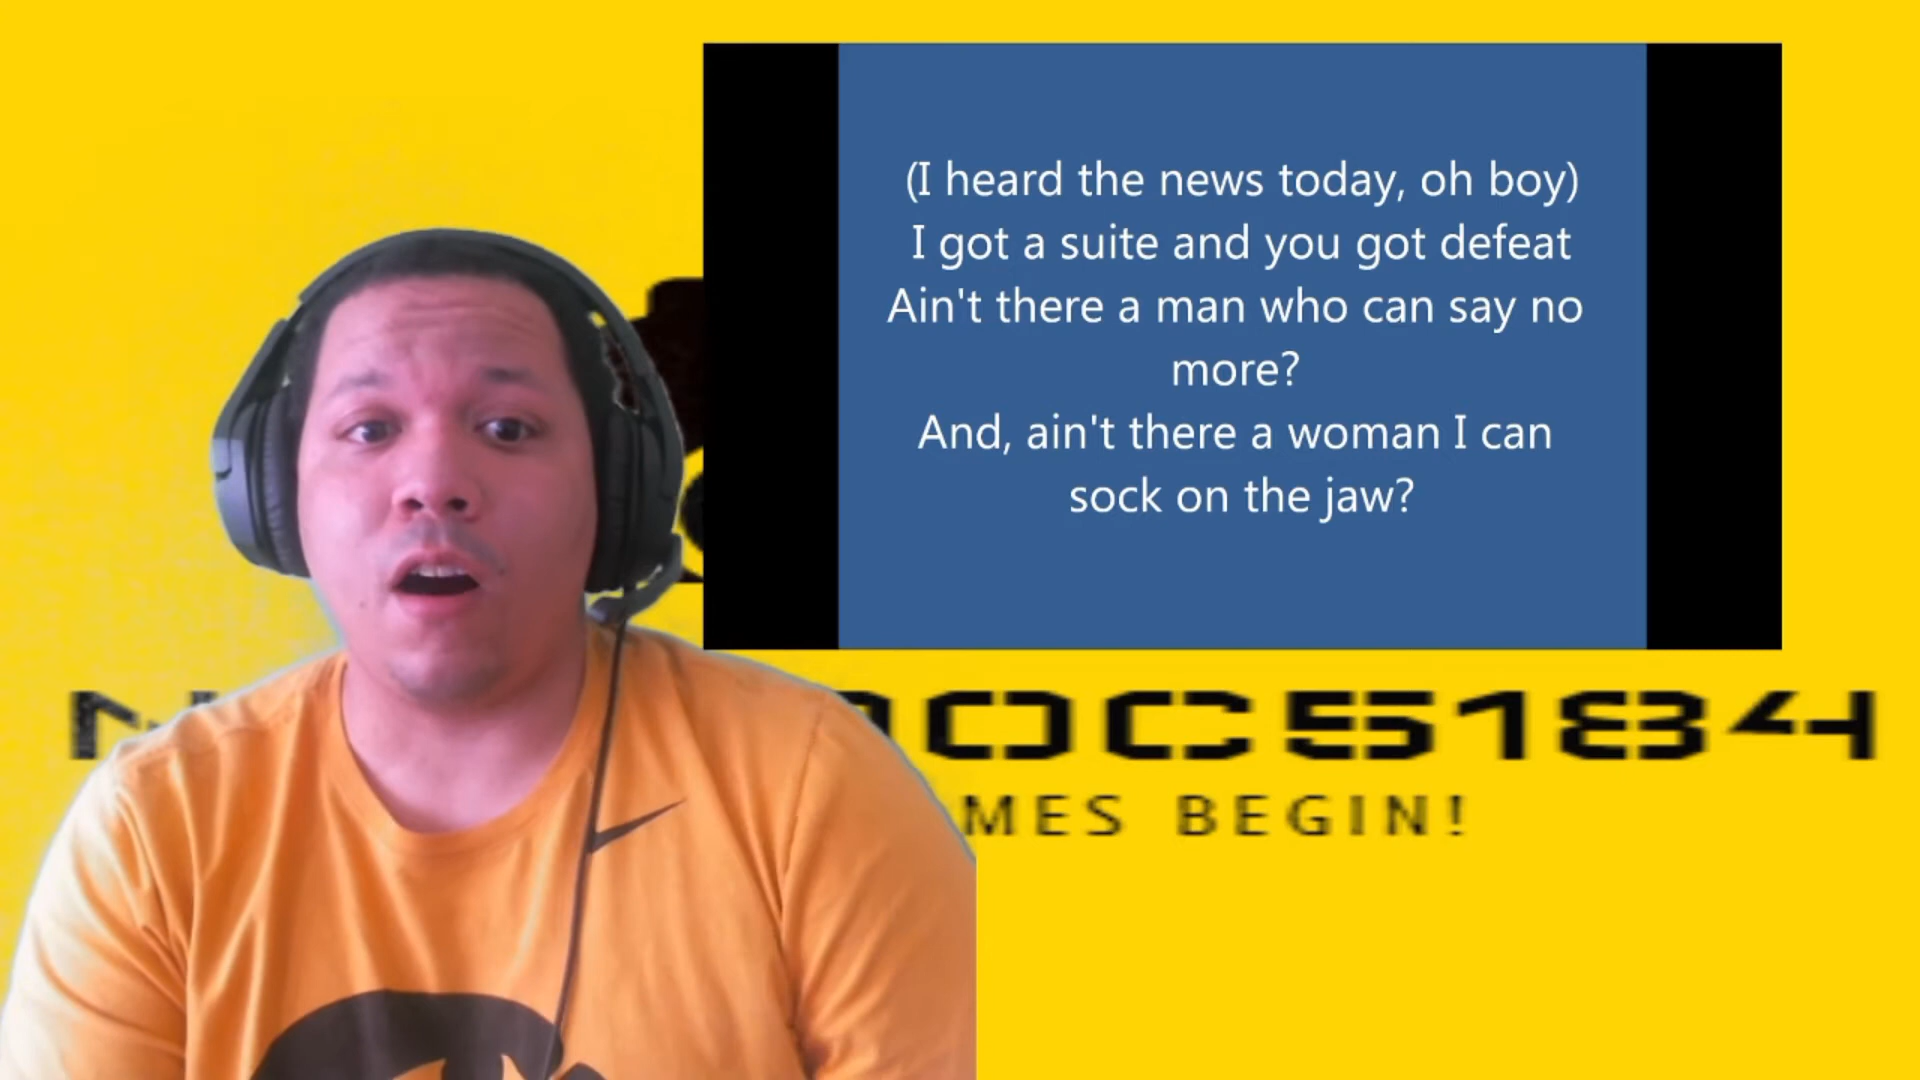 (I heard the news today, oh boy)
I got a suite and you got defeat
Ain't there a man who can say no
more?
And, ain't there a woman I can
sock on the jaw?
5184
BEGIN!